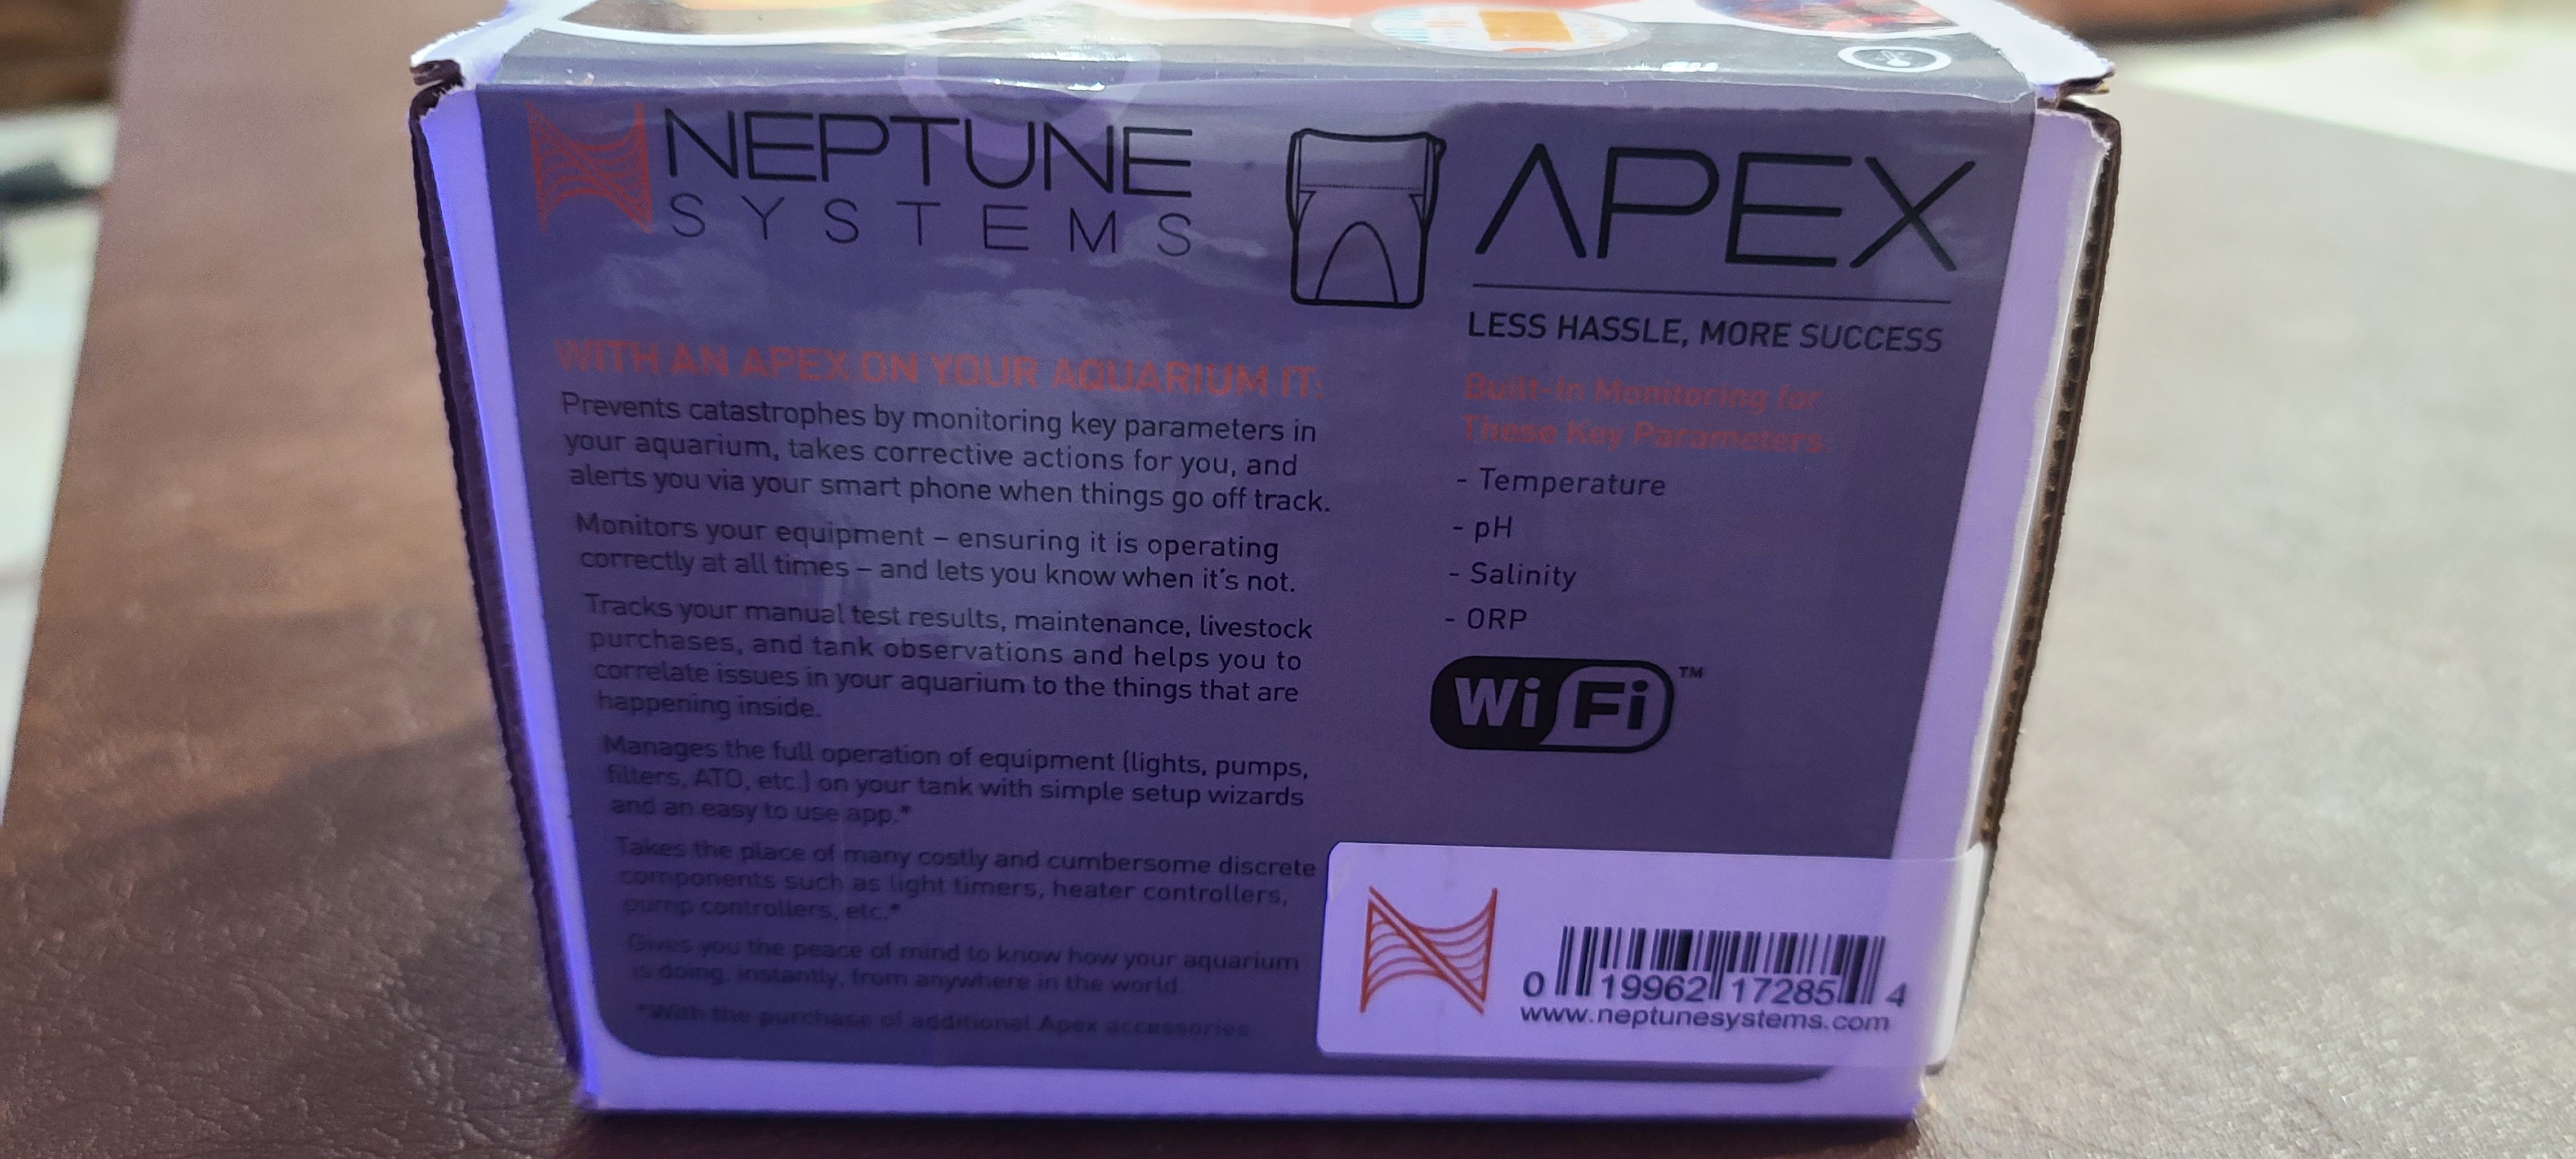 NEPTUNE
SYSTEMS
APEX
LESS HASSLE, MORE SUCCESS
WITH AN APEX ON YOUR AQUARIUM IT:
Prevents catastrophes by monitoring key parameters in
your aquarium, takes corrective actions for you, and
alerts you via your smart phone when things go off track.
Monitors your equipment – ensuring it is operating
correctly at all times – and lets you know when it's not.
Tracks your manual test results, maintenance, livestock
purchases, and tank observations and helps you to
correlate issues in your aquarium to the things that are
happening inside.
Manages the full operation of equipment (lights, pumps,
filters, ATO, etc.) on your tank with simple setup wizards
and an easy to use app.*
Takes the place of many costly and cumbersome discrete
components such as light timers, heater controllers,
pump controllers, etc.*
Gives you the peace of mind to know how your aquarium
is doing, instantly, from anywhere in the world.
*With the purchase of additional Apex accessories
Built-In Monitoring for
These Key Parameters
- Temperature
- pH
- Salinity
- ORP
Wi Fi ™
0 19962 17285 4
www.neptunesystems.com